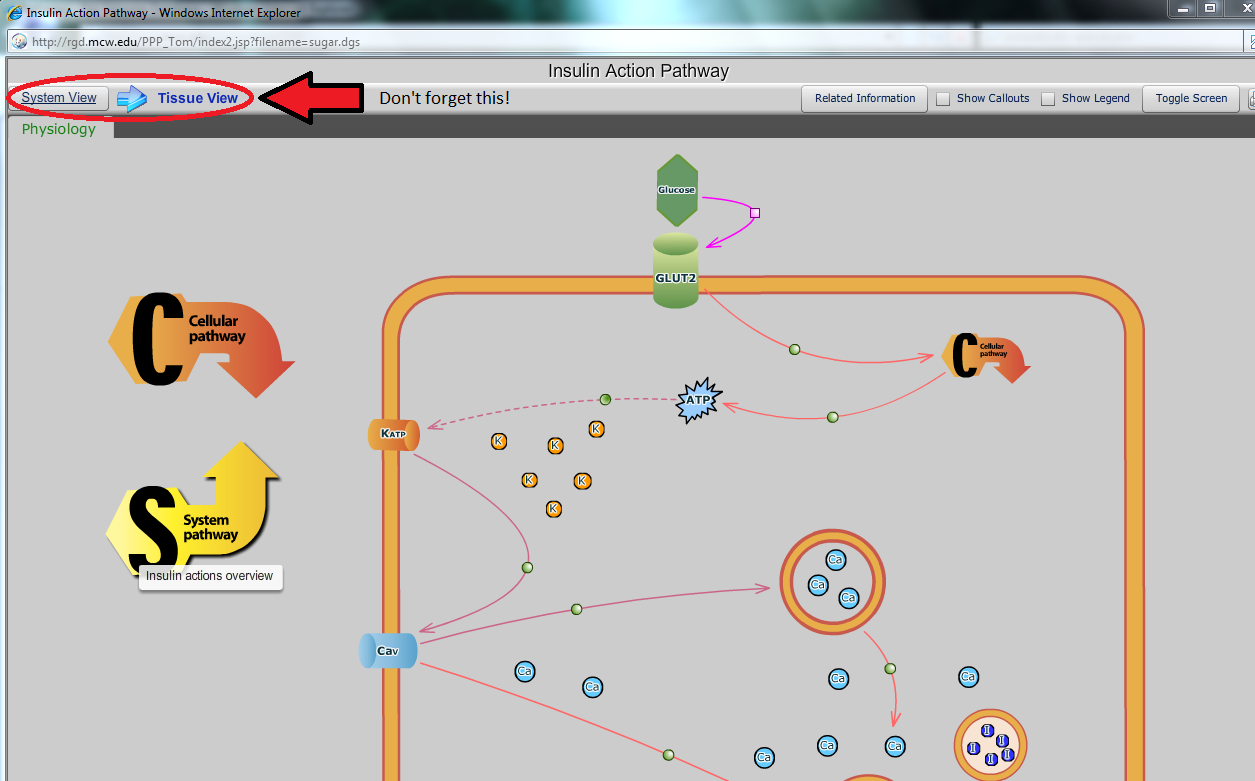 Insulin Action Pathway - Windows Internet Explorer
http://rgd.mcw.edu/PPP_Tom/index2.jsp?filename=sugar.dgs
Insulin Action Pathway
System View Tissue View Don't forget this! Related Information Show Callouts Show Legend Toggle Screen
Physiology
Glucose
GLUT2
C Cellular
pathway
C Cellular
pathway
ATP
KATP
K
K
K
K
K
K
S System
pathway
Insulin actions overview
Ca
Ca
Ca
Cav
Ca
Ca
Ca
Ca
Ca
Ca
Ca
I
I
I
I
I